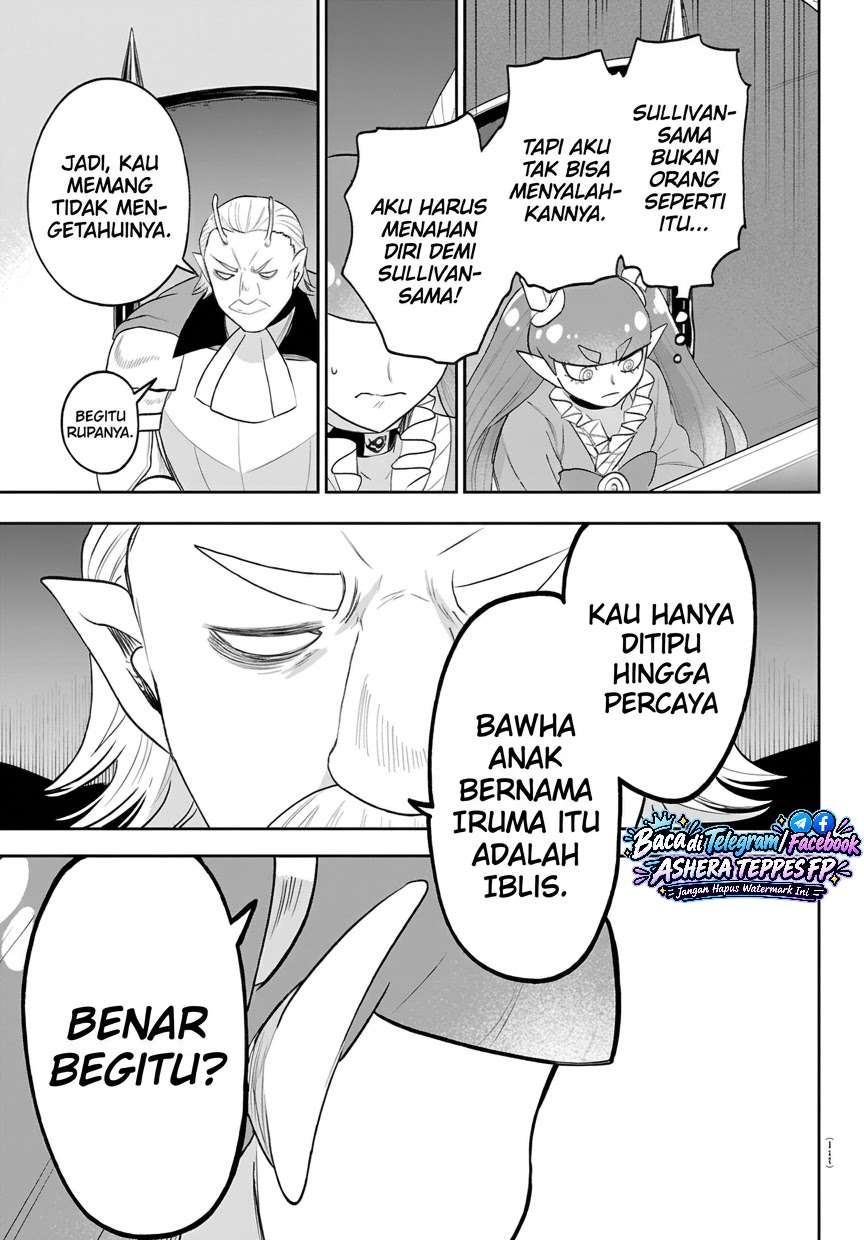 SULLIVAN-
SAMA
BUKAN
ORANG
SEPERTI
ITU...
TAPI AKU
TAK BISA
MENYALAH-
KANNYA.
AKU HARUS
MENAHAN
DIRI DEMI
SULLIVAN-
SAMA!
JADI, KAU
MEMANG
TIDAK MEN-
GETAHUINYA.
BEGITU
RUPANYA.
KAU HANYA
DITIPU
HINGGA
PERCAYA
BAWHA
ANAK
BERNAMA
IRUMA ITU
ADALAH
IBLIS.
Baca di Telegram/Facebook
ASHERA TEPPES FP
Jangan Hapus Watermark Ini
BENAR
BEGITU?